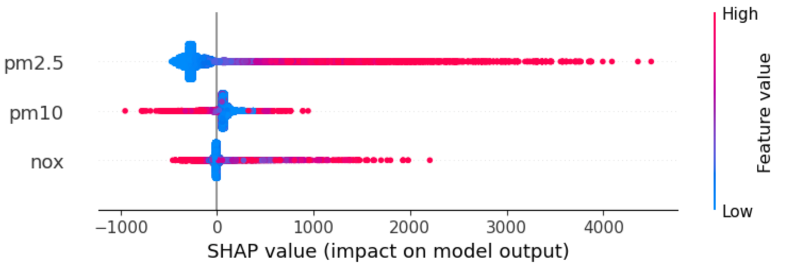 High
pm2.5
pm10
nox
Feature value
Low
−1000 0 1000 2000 3000 4000
SHAP value (impact on model output)